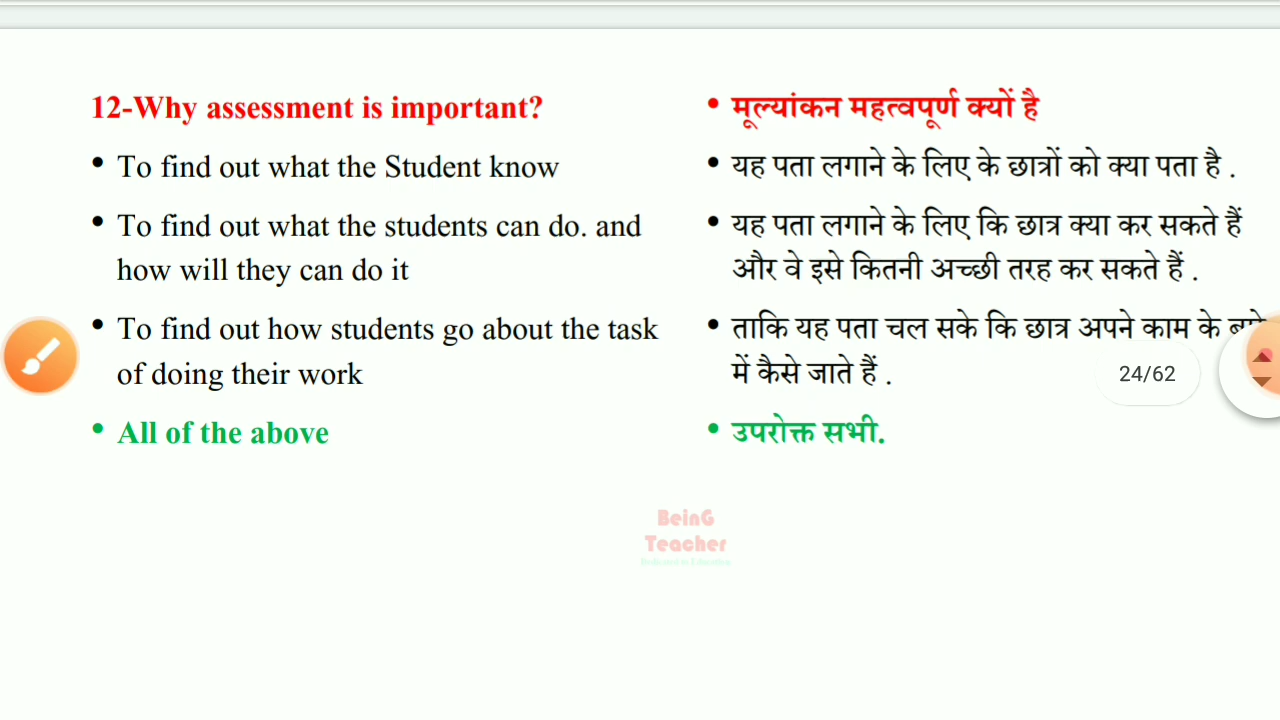 12-Why assessment is important?
• To find out what the Student know
• To find out what the students can do. and
how will they can do it
• To find out how students go about the task
of doing their work
• All of the above
• मूल्यांकन महत्वपूर्ण क्यों है
• यह पता लगाने के लिए के छात्रों को क्या पता है .
• यह पता लगाने के लिए कि छात्र क्या कर सकते हैं
और वे इसे कितनी अच्छी तरह कर सकते हैं .
• ताकि यह पता चल सके कि छात्र अपने काम के
में कैसे जाते हैं .
• उपरोक्त सभी.
24/62
BeinG
Teacher